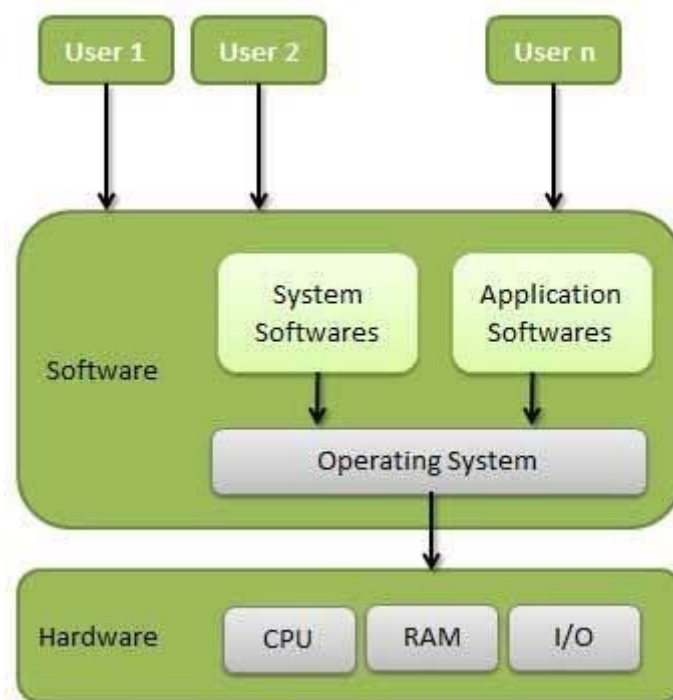 User 1
User 2
User n
System
Softwares
Application
Softwares
Software
Operating System
Hardware
CPU
RAM
I/O